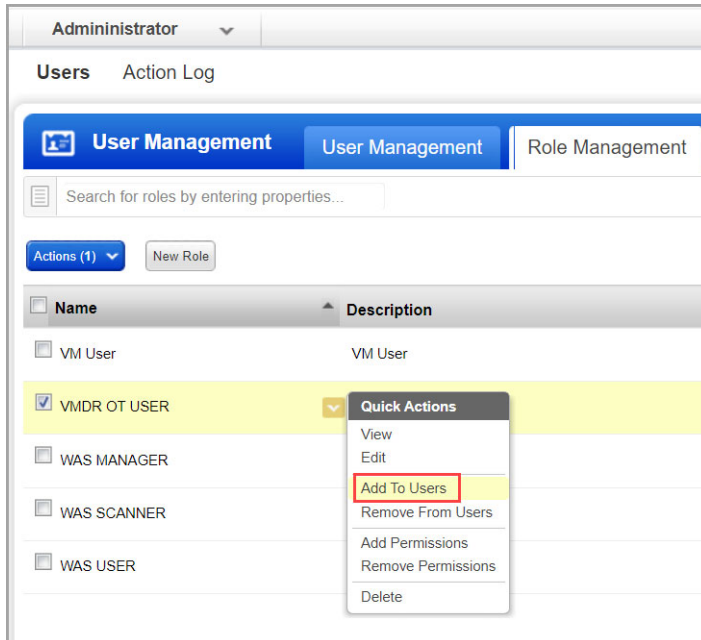 Admininistrator
Users Action Log
User Management User Management Role Management
Search for roles by entering properties...
Actions (1) New Role
Name Description
VM User VM User
VMDR OT USER Quick Actions
View
Edit
WAS MANAGER
Add To Users
WAS SCANNER Remove From Users
Add Permissions
WAS USER Remove Permissions
Delete